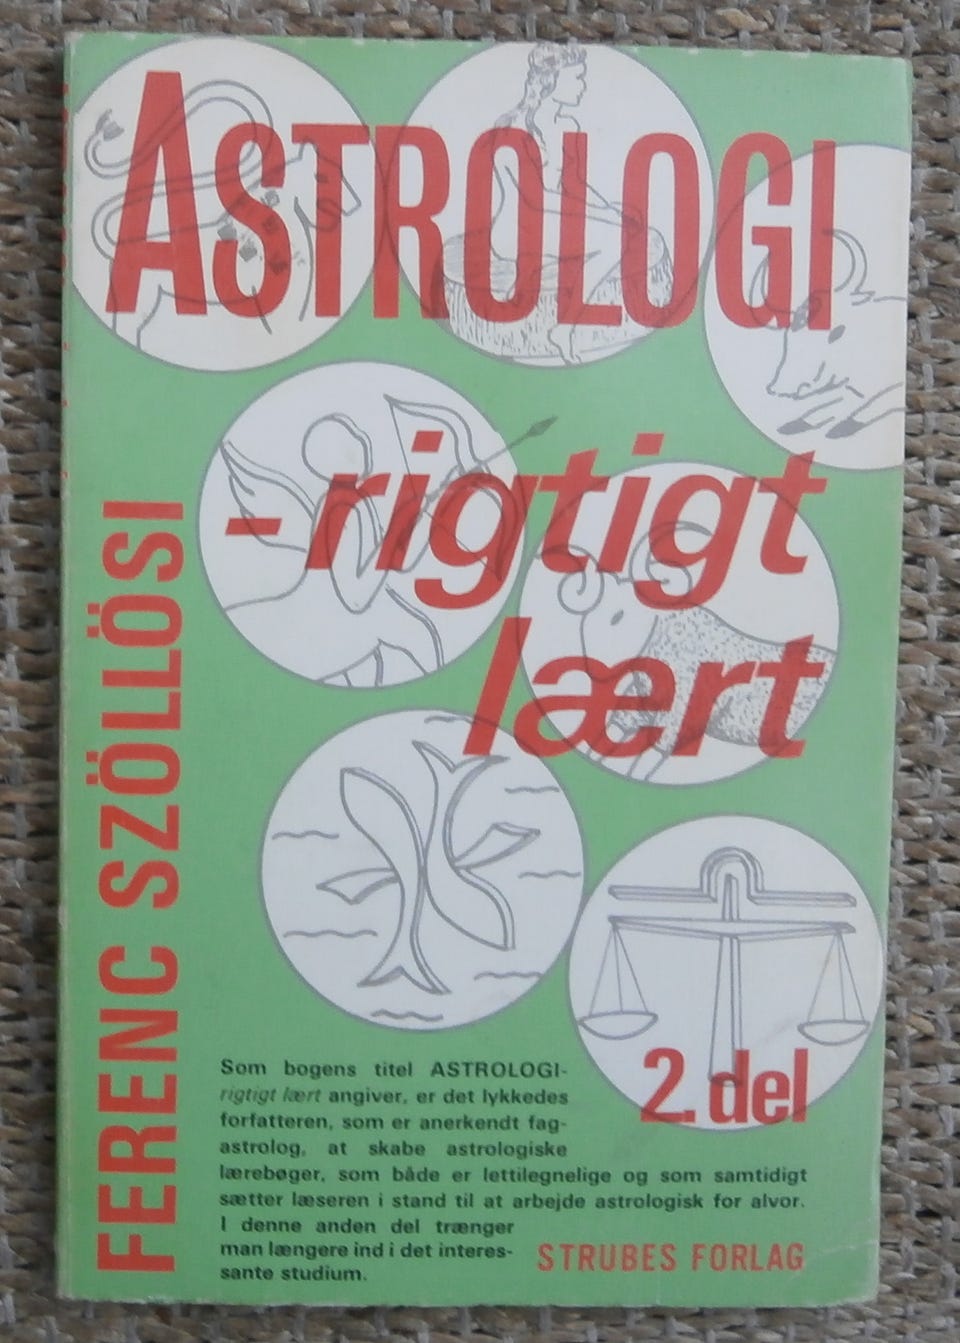 ASTROLOGI
-rigtigt
lært
FERENC SZÖLLÖSI
2. del
Som bogens titel ASTROLOGI-
rigtigt lært angiver, er det lykkedes
forfatteren, som er anerkendt fag-
astrolog, at skabe astrologiske
lærebøger, som både er lettilegnelige og som samtidigt
sætter læseren i stand til at arbejde astrologisk for alvor.
I denne anden del trænger
man længere ind i det interes-
sante studium.
STRUBES FORLAG